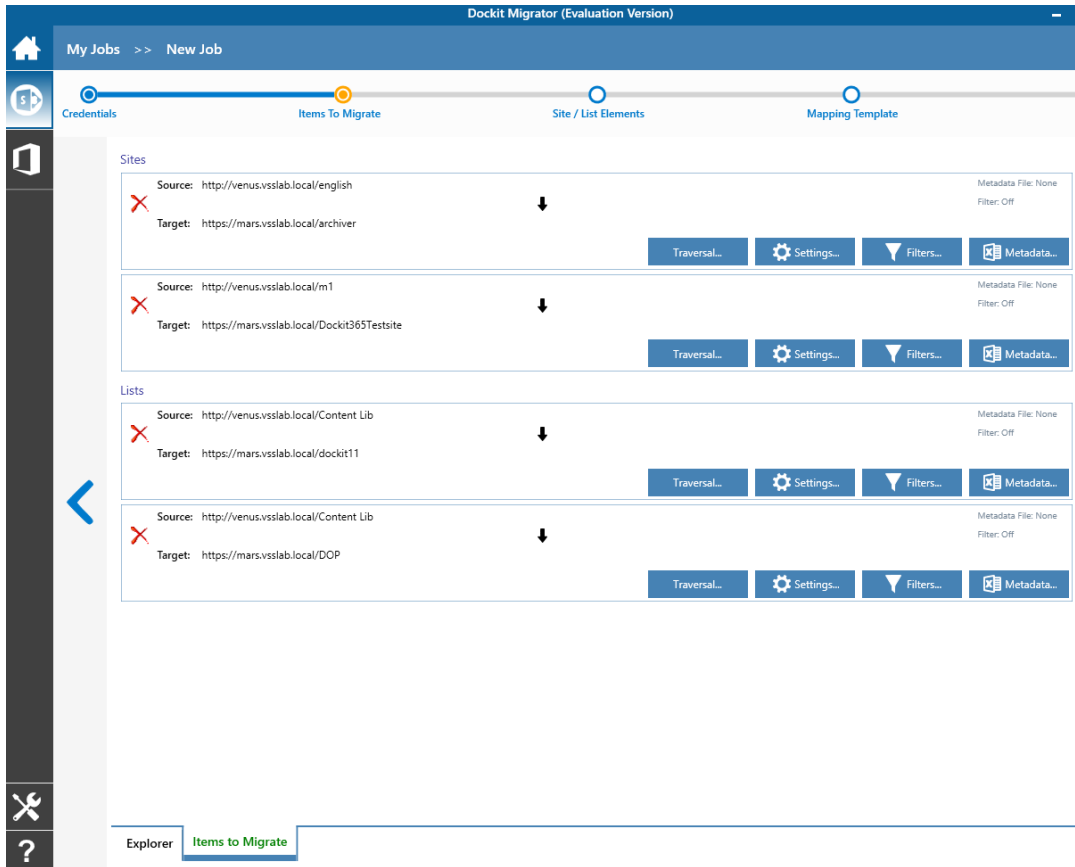 Dockit Migrator (Evaluation Version)
My Jobs >> New Job
Credentials
Items To Migrate
Site / List Elements
Mapping Template
Sites
Source: http://venus.vsslab.local/english
Metadata File: None
Filter: Off
Target: https://mars.vsslab.local/archiver
Traversal... Settings... Filters... Metadata...
Source: http://venus.vsslab.local/m1
Metadata File: None
Filter: Off
Target: https://mars.vsslab.local/Dockit365Testsite
Traversal... Settings... Filters... Metadata...
Lists
Source: http://venus.vsslab.local/Content Lib
Metadata File: None
Filter: Off
Target: https://mars.vsslab.local/dockit11
Traversal... Settings... Filters... Metadata...
Source: http://venus.vsslab.local/Content Lib
Metadata File: None
Filter: Off
Target: https://mars.vsslab.local/DOP
Traversal... Settings... Filters... Metadata...
Explorer Items to Migrate